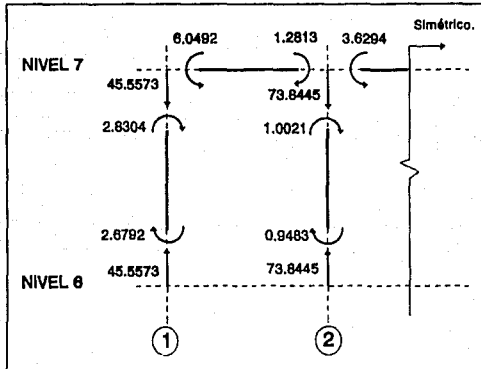 Simétrico.
6.0492 1.2813 3.6294
NIVEL 7
45.5573 73.8445
2.8304 1.0021
2.6792 0.9483
45.5573 73.8445
NIVEL 6
1 2